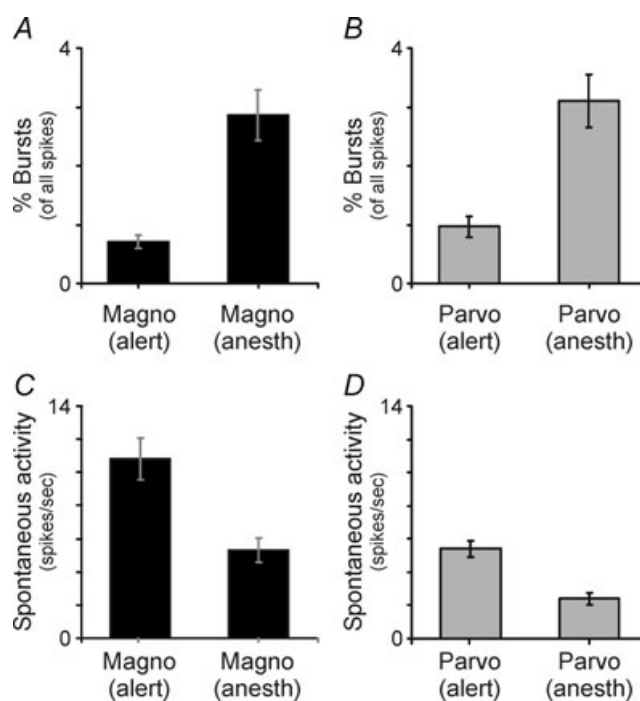 A
4
% Bursts
(of all spikes)
0
Magno
(alert)
Magno
(anesth)
B
4
% Bursts
(of all spikes)
0
Parvo
(alert)
Parvo
(anesth)
C
14
Spontaneous activity
(spikes/sec)
0
Magno
(alert)
Magno
(anesth)
D
14
Spontaneous activity
(spikes/sec)
0
Parvo
(alert)
Parvo
(anesth)